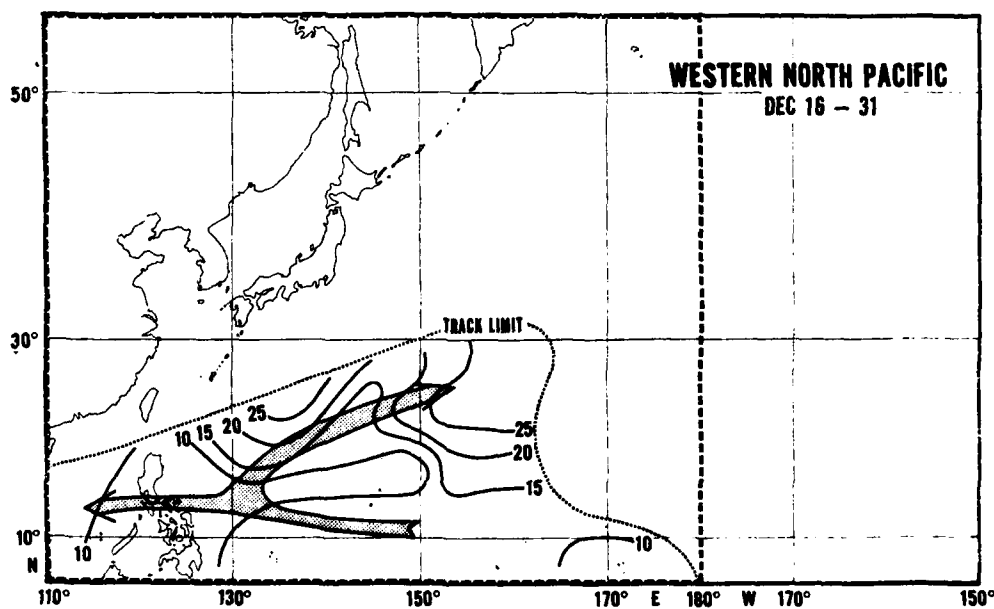 WESTERN NORTH PACIFIC
DEC 16 – 31
50°
TRACK LIMIT
30°
25
10 15 20
25
20
15
10°
10
10
N
110° 130° 150° 170° E 180° W 170° 150°